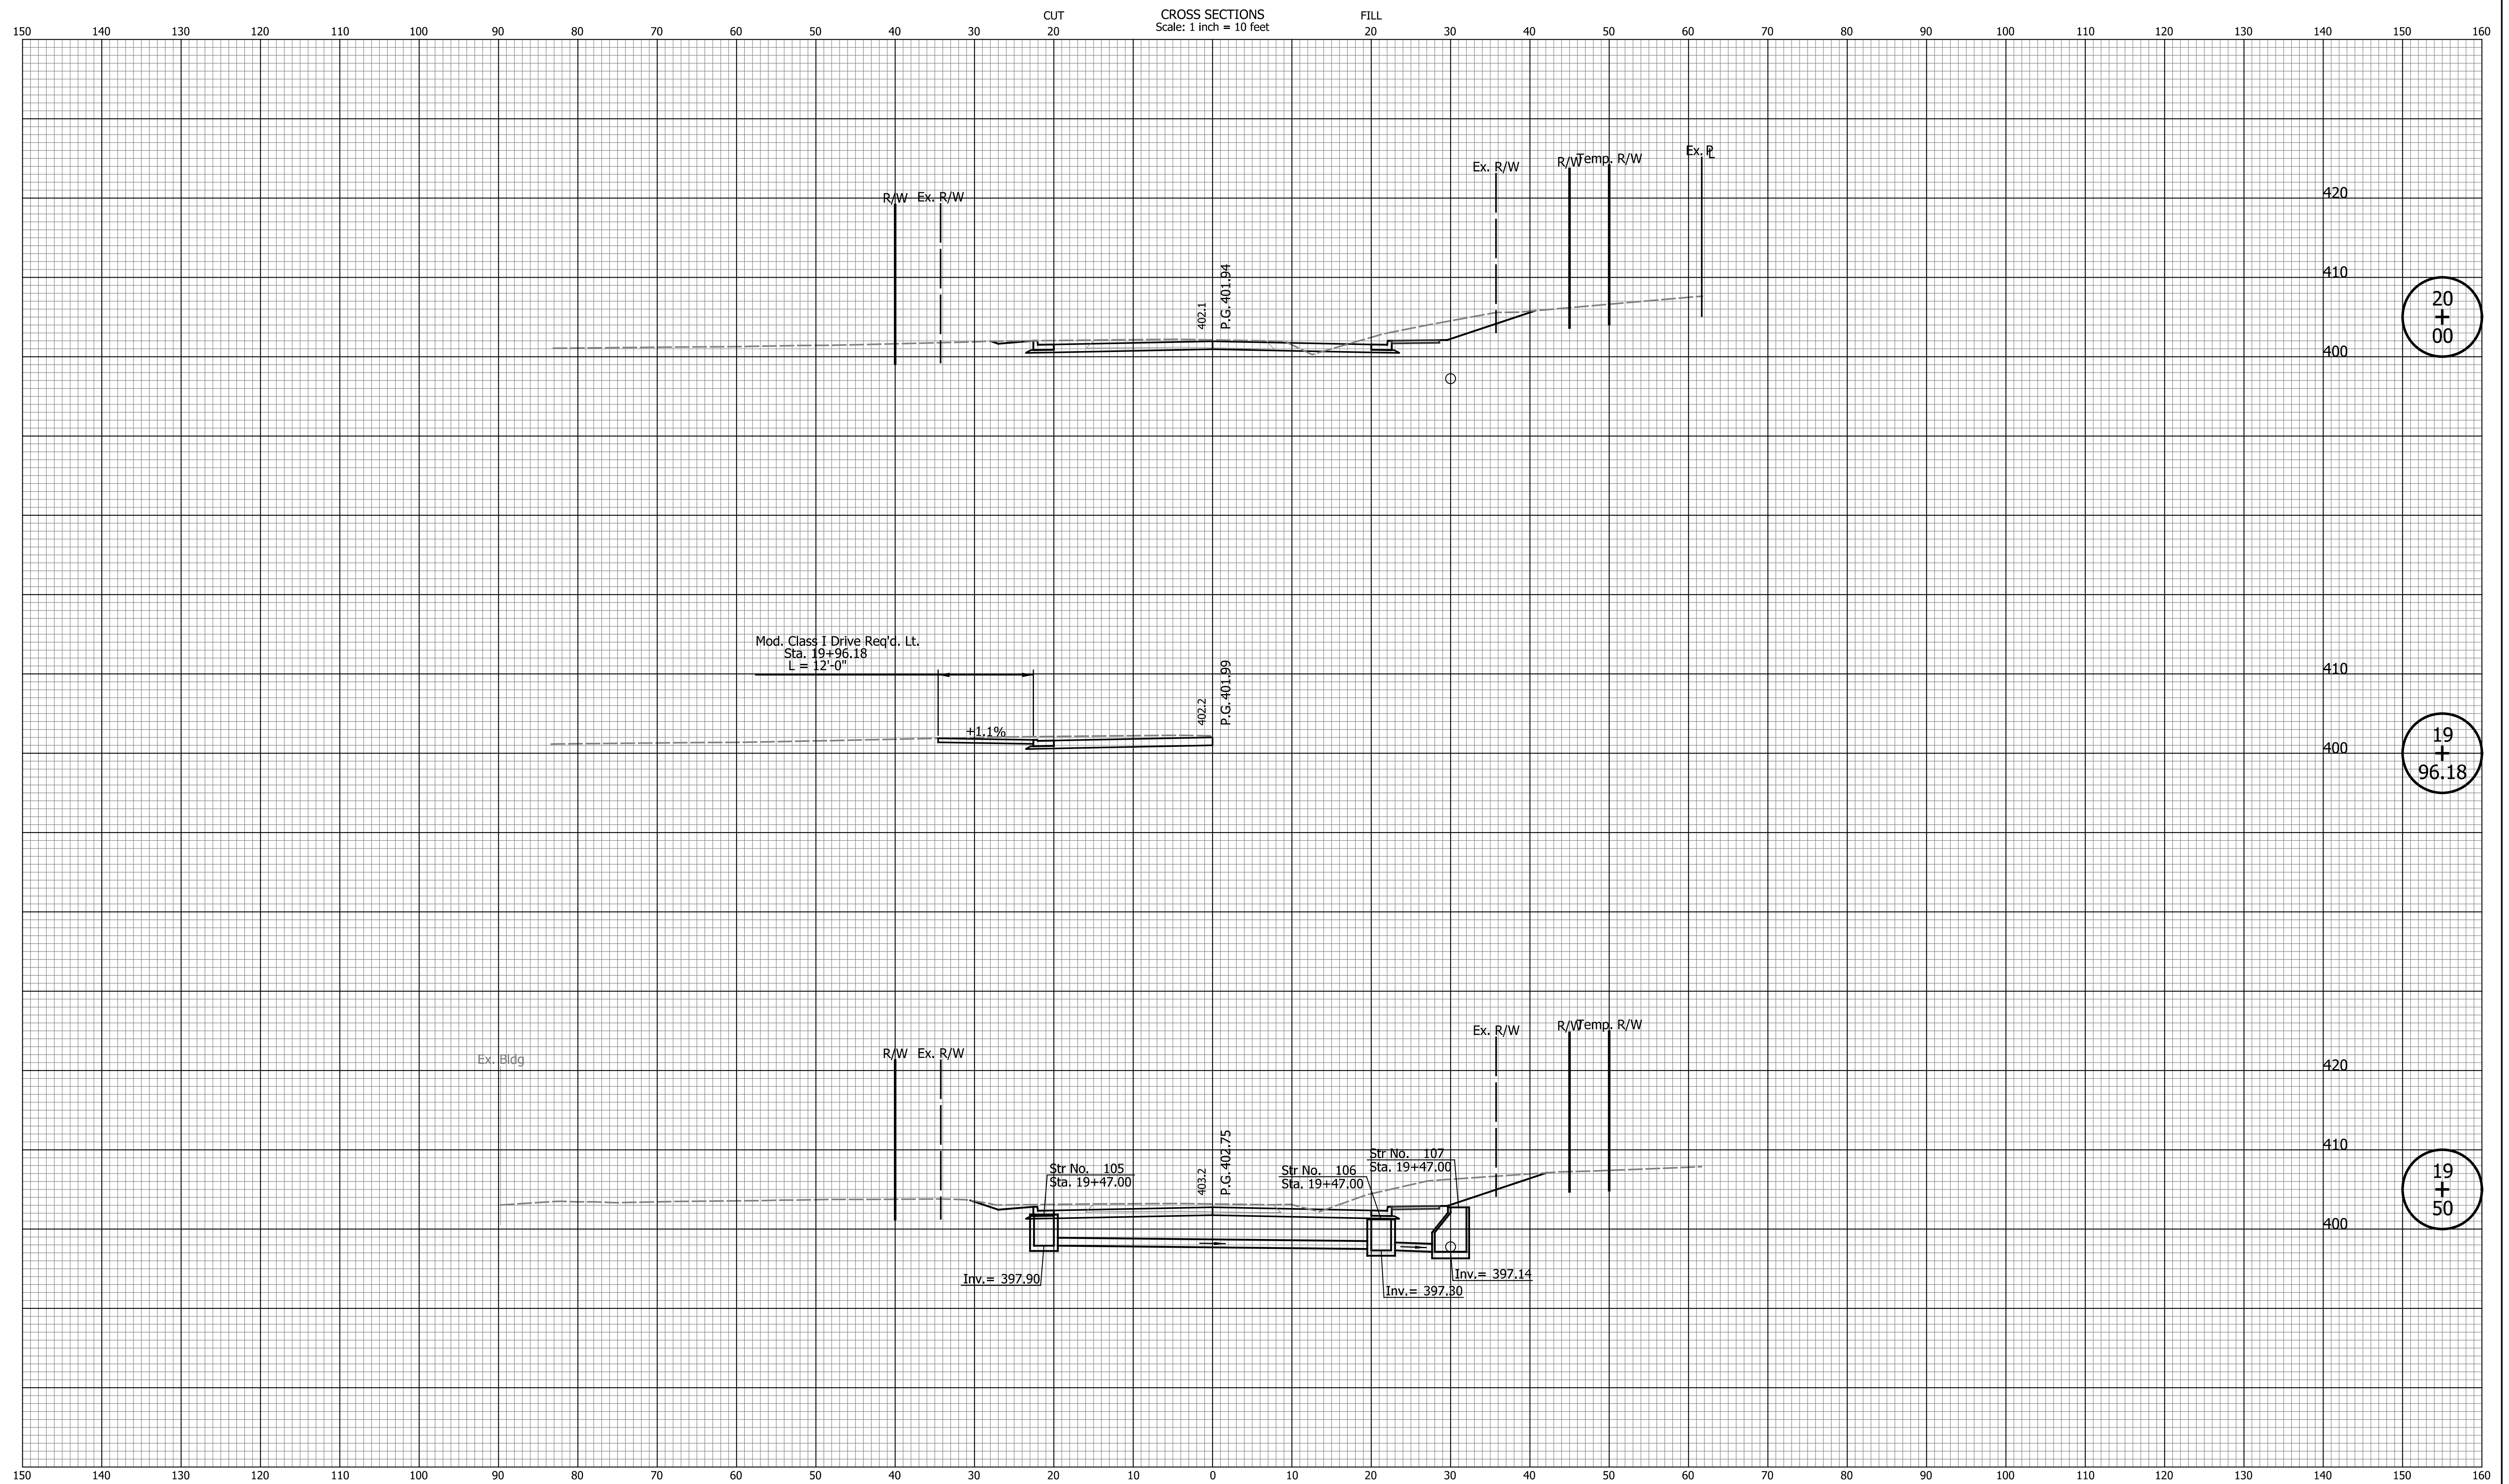 CUT CROSS SECTIONS FILL
Scale: 1 inch = 10 feet
150 140 130 120 110 100 90 80 70 60 50 40 30 20 20 30 40 50 60 70 80 90 100 110 120 130 140 150 160
R/W Ex. R/W
Ex. R/W
R/W
Temp. R/W
Ex. PL
402.1
P.G. 401.94
420
410
400
20
+
00
Mod. Class I Drive Req'd. Lt.
Sta. 19+96.18
L = 12'-0"
+1.1%
402.2
P.G. 401.99
410
400
19
+
96.18
Ex. Bldg
R/W Ex. R/W
Ex. R/W
R/W
Temp. R/W
403.2
P.G. 402.75
Str No. 105
Sta. 19+47.00
Str No. 106
Sta. 19+47.00
Str No. 107
Sta. 19+47.00
Inv.= 397.90
Inv.= 397.30
Inv.= 397.14
420
410
400
19
+
50
150 140 130 120 110 100 90 80 70 60 50 40 30 20 10 0 10 20 30 40 50 60 70 80 90 100 110 120 130 140 150 160